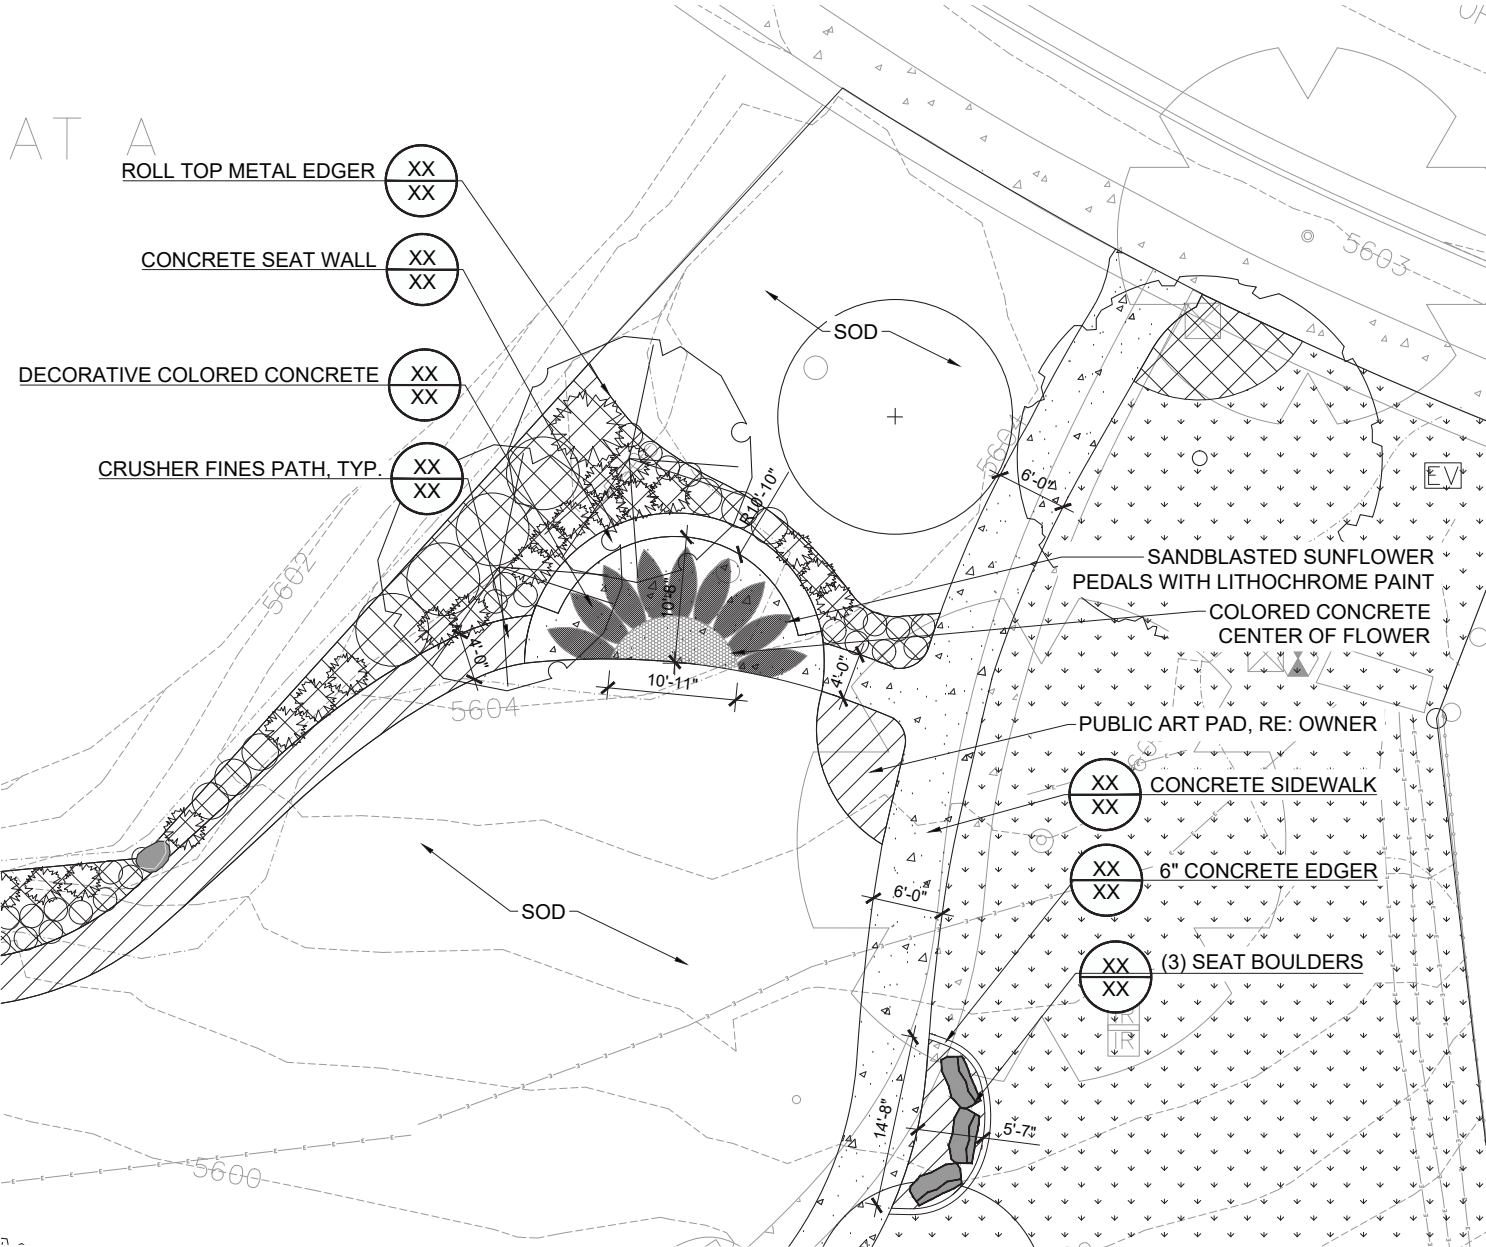 AT A
ROLL TOP METAL EDGER
XX
XX
CONCRETE SEAT WALL
XX
XX
DECORATIVE COLORED CONCRETE
XX
XX
CRUSHER FINES PATH, TYP.
XX
XX
SOD
5603
5604
6'-0"
EV
R10'-10"
10'-8"
5602
4'-0"
4'-0"
10'-11"
5604
SANDBLASTED SUNFLOWER
PEDALS WITH LITHOCHROME PAINT
COLORED CONCRETE
CENTER OF FLOWER
PUBLIC ART PAD, RE: OWNER
XX
XX
CONCRETE SIDEWALK
XX
XX
6" CONCRETE EDGER
6'-0"
SOD
XX
XX
(3) SEAT BOULDERS
TR
TR
14'-8"
5'-7"
5600